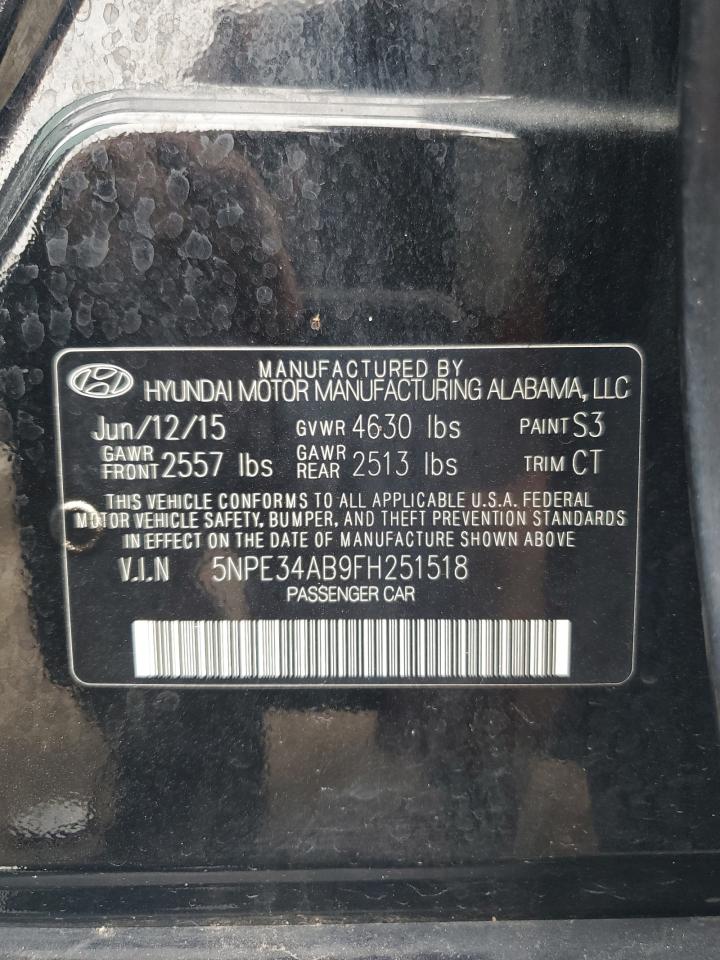 MANUFACTURED BY
HYUNDAI MOTOR MANUFACTURING ALABAMA, LLC
Jun/12/15 GVWR 4630 lbs PAINT S3
GAWR FRONT 2557 lbs GAWR REAR 2513 lbs TRIM CT
THIS VEHICLE CONFORMS TO ALL APPLICABLE U.S.A. FEDERAL
MOTOR VEHICLE SAFETY, BUMPER, AND THEFT PREVENTION STANDARDS
IN EFFECT ON THE DATE OF MANUFACTURE SHOWN ABOVE
V.I.N 5NPE34AB9FH251518
PASSENGER CAR